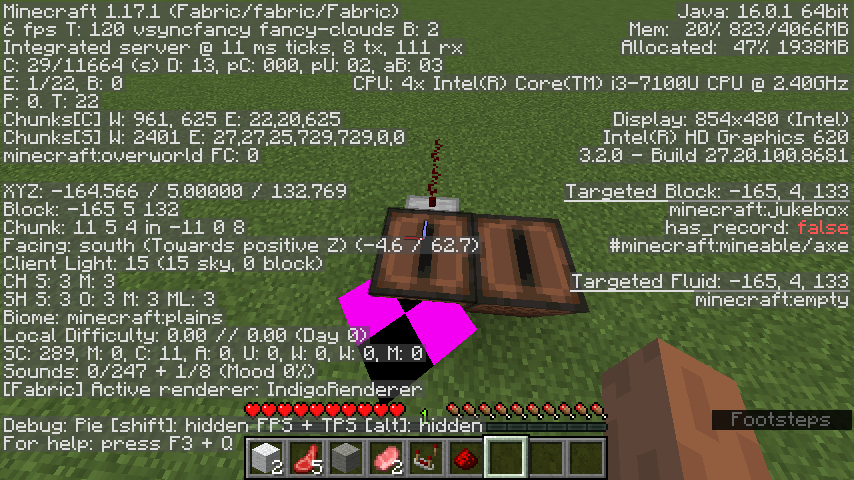 Minecraft 1.17.1 (Fabric/fabric/Fabric)
6 fps T: 120 vsyncfancy fancy-clouds B: 2
Integrated server @ 11 ms ticks, 8 tx, 111 rx
C: 29/11664 (s) D: 13, pC: 000, pU: 02, aB: 03
E: 1/22, B: 0
P: 0. T: 22
Chunks[C] W: 961, 625 E: 22,20,625
Chunks[S] W: 2401 E: 27,27,25,729,729,0,0
minecraft:overworld FC: 0
XYZ: -164.566 / 5.00000 / 132.769
Block: -165 5 132
Chunk: 11 5 4 in -11 0 8
Facing: south (Towards positive Z) (-4.6 / 62.7)
Client Light: 15 (15 sky, 0 block)
CH S: 3 M: 3
SH S: 3 O: 3 M: 3 ML: 3
Biome: minecraft:plains
Local Difficulty: 0.00 // 0.00 (Day 0)
SC: 289, M: 0, C: 11, A: 0, U: 0, W: 0, W: 0, M: 0
Sounds: 0/247 + 1/8 (Mood 0%)
[Fabric] Active renderer: IndigoRenderer
Debug: Pie [shift]: hidden FPS + TPS [alt]: hidden
For help: press F3 + Q
Java: 16.0.1 64bit
Mem: 20% 823/4066MB
Allocated: 47% 1938MB
CPU: 4x Intel(R) Core(TM) i3-7100U CPU @ 2.40GHz
Display: 854x480 (Intel)
Intel(R) HD Graphics 620
3.2.0 - Build 27.20.100.8681
Targeted Block: -165, 4, 133
minecraft:jukebox
has_record: false
#minecraft:mineable/axe
Targeted Fluid: -165, 4, 133
minecraft:empty
Footsteps
1
2
5
2